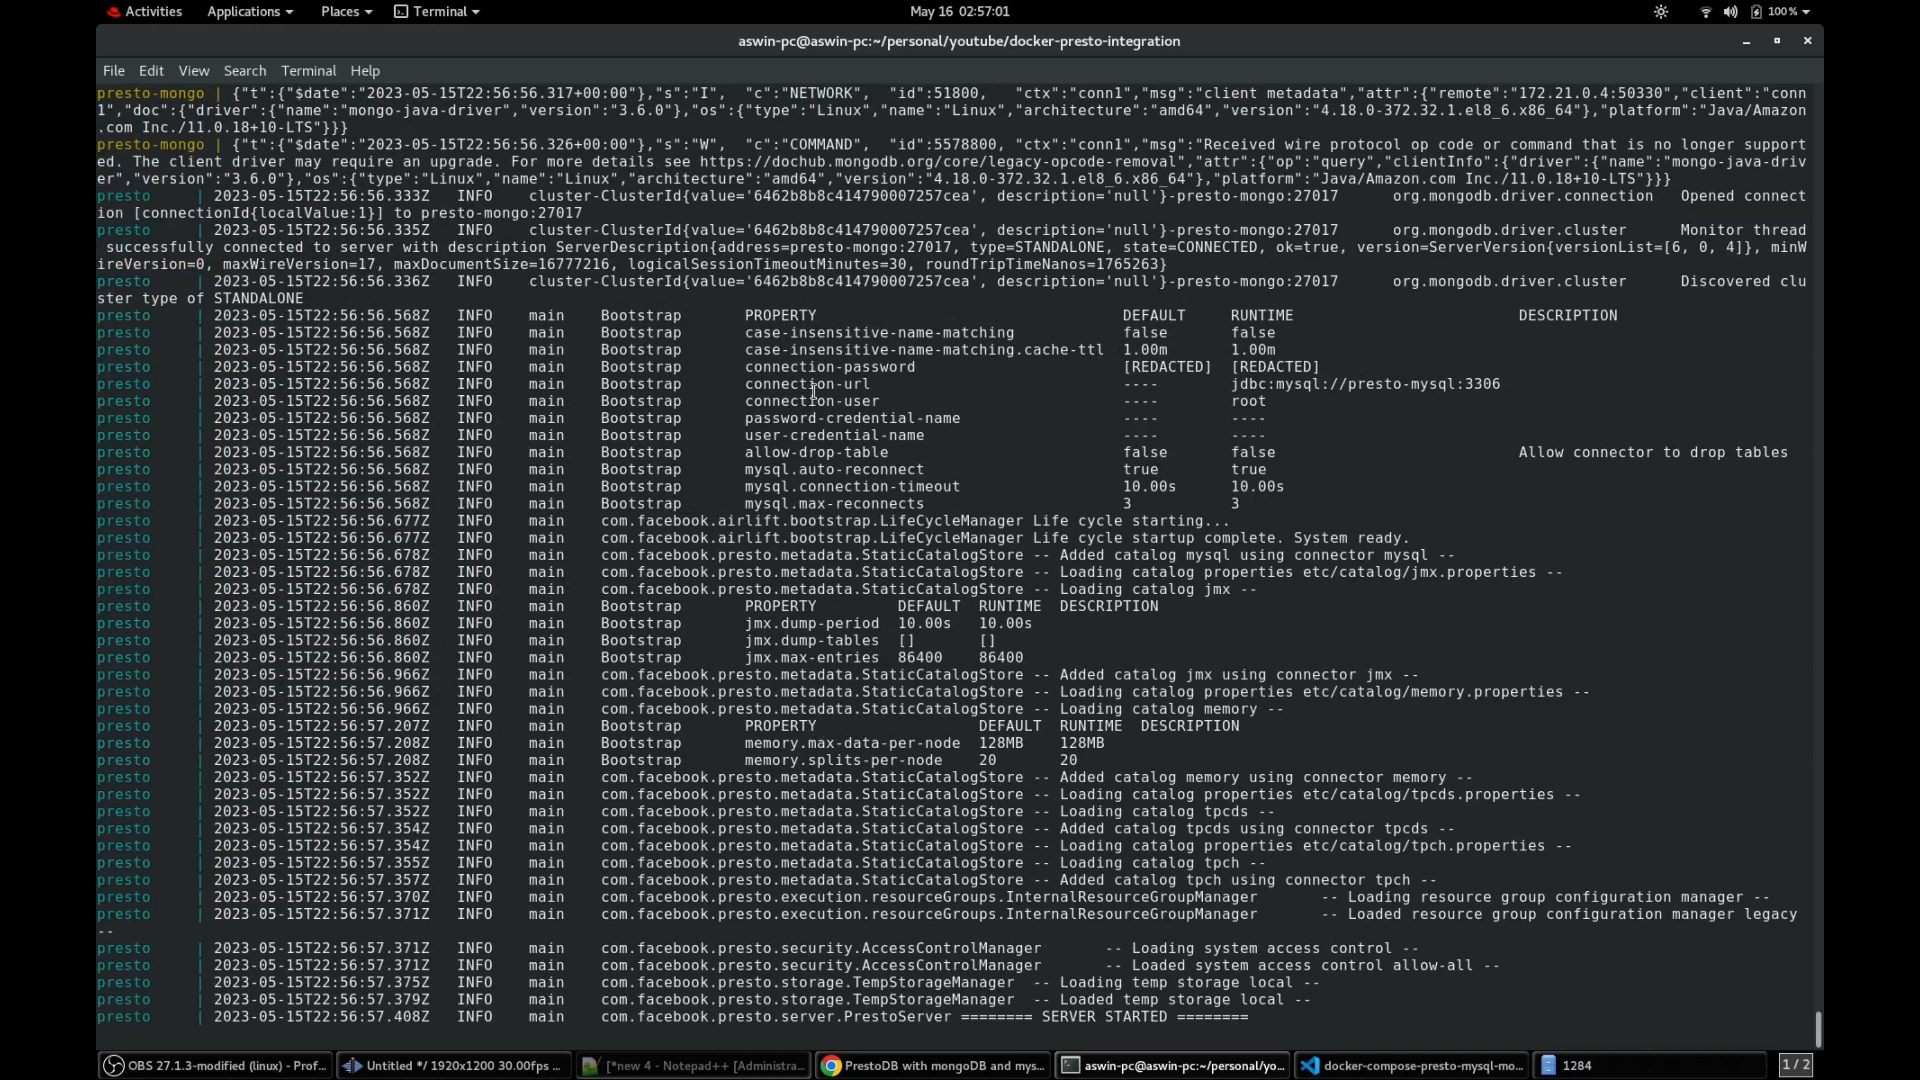 Activities Applications Places Terminal May 16 02:57:01 100%
aswin-pc@aswin-pc:~/personal/youtube/docker-presto-integration
File Edit View Search Terminal Help
presto-mongo | {"t":{"$date":"2023-05-15T22:56:56.317+00:00"},"s":"I", "c":"NETWORK", "id":51800, "ctx":"conn1","msg":"client metadata","attr":{"remote":"172.21.0.4:50330","client":"conn
1","doc":{"driver":{"name":"mongo-java-driver","version":"3.6.0"},"os":{"type":"Linux","name":"Linux","architecture":"amd64","version":"4.18.0-372.32.1.el8_6.x86_64"},"platform":"Java/Amazon
.com Inc./11.0.18+10-LTS"}}}
presto-mongo | {"t":{"$date":"2023-05-15T22:56:56.326+00:00"},"s":"W", "c":"COMMAND", "id":5578800, "ctx":"conn1","msg":"Received wire protocol op code or command that is no longer support
ed. The client driver may require an upgrade. For more details see https://dochub.mongodb.org/core/legacy-opcode-removal","attr":{"op":"query","clientInfo":{"driver":{"name":"mongo-java-driv
er","version":"3.6.0"},"os":{"type":"Linux","name":"Linux","architecture":"amd64","version":"4.18.0-372.32.1.el8_6.x86_64"},"platform":"Java/Amazon.com Inc./11.0.18+10-LTS"}}}
presto | 2023-05-15T22:56:56.333Z INFO cluster-ClusterId{value='6462b8b8c414790007257cea', description='null'}-presto-mongo:27017 org.mongodb.driver.connection Opened connect
ion [connectionId{localValue:1}] to presto-mongo:27017
presto | 2023-05-15T22:56:56.335Z INFO cluster-ClusterId{value='6462b8b8c414790007257cea', description='null'}-presto-mongo:27017 org.mongodb.driver.cluster Monitor thread
successfully connected to server with description ServerDescription{address=presto-mongo:27017, type=STANDALONE, state=CONNECTED, ok=true, version=ServerVersion{versionList=[6, 0, 4]}, minW
ireVersion=0, maxWireVersion=17, maxDocumentSize=16777216, logicalSessionTimeoutMinutes=30, roundTripTimeNanos=1765263}
presto | 2023-05-15T22:56:56.336Z INFO cluster-ClusterId{value='6462b8b8c414790007257cea', description='null'}-presto-mongo:27017 org.mongodb.driver.cluster Discovered clu
ster type of STANDALONE
presto | 2023-05-15T22:56:56.568Z INFO main Bootstrap PROPERTY DEFAULT RUNTIME DESCRIPTION
presto | 2023-05-15T22:56:56.568Z INFO main Bootstrap case-insensitive-name-matching false false
presto | 2023-05-15T22:56:56.568Z INFO main Bootstrap case-insensitive-name-matching.cache-ttl 1.00m 1.00m
presto | 2023-05-15T22:56:56.568Z INFO main Bootstrap connection-password [REDACTED] [REDACTED]
presto | 2023-05-15T22:56:56.568Z INFO main Bootstrap connection-url ---- jdbc:mysql://presto-mysql:3306
presto | 2023-05-15T22:56:56.568Z INFO main Bootstrap connection-user ---- root
presto | 2023-05-15T22:56:56.568Z INFO main Bootstrap password-credential-name ---- ----
presto | 2023-05-15T22:56:56.568Z INFO main Bootstrap user-credential-name ---- ----
presto | 2023-05-15T22:56:56.568Z INFO main Bootstrap allow-drop-table false false Allow connector to drop tables
presto | 2023-05-15T22:56:56.568Z INFO main Bootstrap mysql.auto-reconnect true true
presto | 2023-05-15T22:56:56.568Z INFO main Bootstrap mysql.connection-timeout 10.00s 10.00s
presto | 2023-05-15T22:56:56.568Z INFO main Bootstrap mysql.max-reconnects 3 3
presto | 2023-05-15T22:56:56.677Z INFO main com.facebook.airlift.bootstrap.LifeCycleManager Life cycle starting...
presto | 2023-05-15T22:56:56.677Z INFO main com.facebook.airlift.bootstrap.LifeCycleManager Life cycle startup complete. System ready.
presto | 2023-05-15T22:56:56.678Z INFO main com.facebook.presto.metadata.StaticCatalogStore -- Added catalog mysql using connector mysql --
presto | 2023-05-15T22:56:56.678Z INFO main com.facebook.presto.metadata.StaticCatalogStore -- Loading catalog properties etc/catalog/jmx.properties --
presto | 2023-05-15T22:56:56.678Z INFO main com.facebook.presto.metadata.StaticCatalogStore -- Loading catalog jmx --
presto | 2023-05-15T22:56:56.860Z INFO main Bootstrap PROPERTY DEFAULT RUNTIME DESCRIPTION
presto | 2023-05-15T22:56:56.860Z INFO main Bootstrap jmx.dump-period 10.00s 10.00s
presto | 2023-05-15T22:56:56.860Z INFO main Bootstrap jmx.dump-tables [] []
presto | 2023-05-15T22:56:56.860Z INFO main Bootstrap jmx.max-entries 86400 86400
presto | 2023-05-15T22:56:56.966Z INFO main com.facebook.presto.metadata.StaticCatalogStore -- Added catalog jmx using connector jmx --
presto | 2023-05-15T22:56:56.966Z INFO main com.facebook.presto.metadata.StaticCatalogStore -- Loading catalog properties etc/catalog/memory.properties --
presto | 2023-05-15T22:56:56.966Z INFO main com.facebook.presto.metadata.StaticCatalogStore -- Loading catalog memory --
presto | 2023-05-15T22:56:57.207Z INFO main Bootstrap PROPERTY DEFAULT RUNTIME DESCRIPTION
presto | 2023-05-15T22:56:57.208Z INFO main Bootstrap memory.max-data-per-node 128MB 128MB
presto | 2023-05-15T22:56:57.208Z INFO main Bootstrap memory.splits-per-node 20 20
presto | 2023-05-15T22:56:57.352Z INFO main com.facebook.presto.metadata.StaticCatalogStore -- Added catalog memory using connector memory --
presto | 2023-05-15T22:56:57.352Z INFO main com.facebook.presto.metadata.StaticCatalogStore -- Loading catalog properties etc/catalog/tpcds.properties --
presto | 2023-05-15T22:56:57.352Z INFO main com.facebook.presto.metadata.StaticCatalogStore -- Loading catalog tpcds --
presto | 2023-05-15T22:56:57.354Z INFO main com.facebook.presto.metadata.StaticCatalogStore -- Added catalog tpcds using connector tpcds --
presto | 2023-05-15T22:56:57.354Z INFO main com.facebook.presto.metadata.StaticCatalogStore -- Loading catalog properties etc/catalog/tpch.properties --
presto | 2023-05-15T22:56:57.355Z INFO main com.facebook.presto.metadata.StaticCatalogStore -- Loading catalog tpch --
presto | 2023-05-15T22:56:57.357Z INFO main com.facebook.presto.metadata.StaticCatalogStore -- Added catalog tpch using connector tpch --
presto | 2023-05-15T22:56:57.370Z INFO main com.facebook.presto.execution.resourceGroups.InternalResourceGroupManager -- Loading resource group configuration manager --
presto | 2023-05-15T22:56:57.371Z INFO main com.facebook.presto.execution.resourceGroups.InternalResourceGroupManager -- Loaded resource group configuration manager legacy
--
presto | 2023-05-15T22:56:57.371Z INFO main com.facebook.presto.security.AccessControlManager -- Loading system access control --
presto | 2023-05-15T22:56:57.371Z INFO main com.facebook.presto.security.AccessControlManager -- Loaded system access control allow-all --
presto | 2023-05-15T22:56:57.375Z INFO main com.facebook.presto.storage.TempStorageManager -- Loading temp storage local --
presto | 2023-05-15T22:56:57.379Z INFO main com.facebook.presto.storage.TempStorageManager -- Loaded temp storage local --
presto | 2023-05-15T22:56:57.408Z INFO main com.facebook.presto.server.PrestoServer ======== SERVER STARTED ========
OBS 27.1.3-modified (linux) - Prof... Untitled */ 1920x1200 30.00fps ... [*new 4 - Notepad++ [Administra... PrestoDB with mongoDB and mys... aswin-pc@aswin-pc:~/personal/yo... docker-compose-presto-mysql-mo... 1284 1 / 2